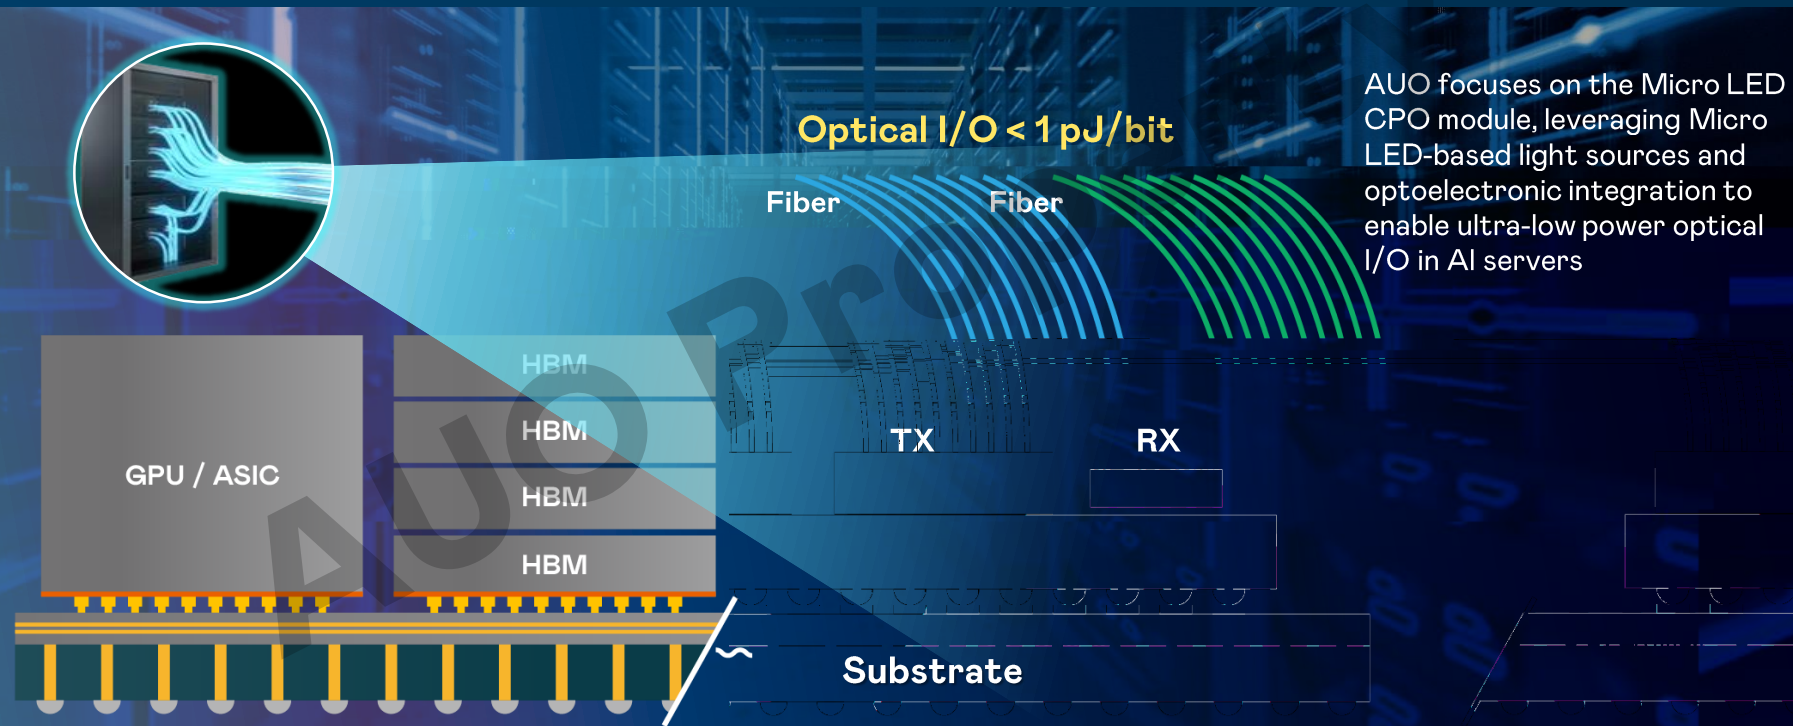 Optical I/O < 1 pJ/bit
Fiber
Fiber
AUO focuses on the Micro LED
CPO module, leveraging Micro
LED-based light sources and
optoelectronic integration to
enable ultra-low power optical
I/O in AI servers
GPU / ASIC
HBM
HBM
HBM
HBM
TX
RX
Substrate
AUO